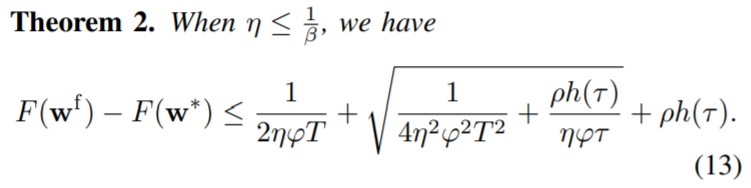 Theorem 2. When η ≤ 1/β, we have
F(w^f) − F(w^*) ≤ 1/(2ηφT) + √(1/(4η²φ²T²) + ρh(τ)/(ηφτ)) + ρh(τ).
(13)